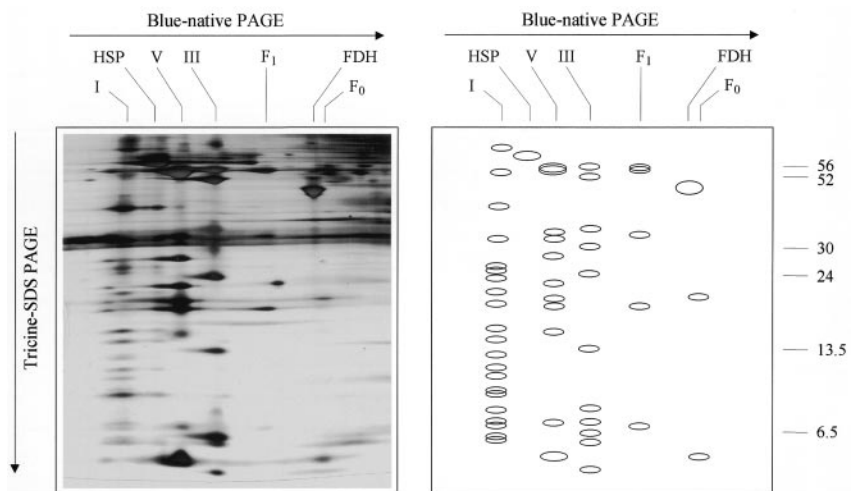 Blue-native PAGE
HSP V III F₁ FDH
I F₀
Tricine-SDS PAGE
Blue-native PAGE
HSP V III F₁ FDH
I F₀
56
52
30
24
13.5
6.5